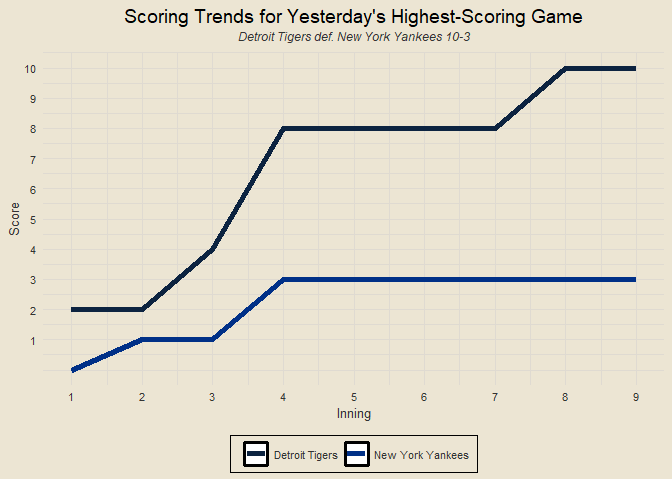 Scoring Trends for Yesterday's Highest-Scoring Game
Detroit Tigers def. New York Yankees 10-3
10
9
8
7
6
5
4
3
2
1
Score
1 2 3 4 5 6 7 8 9
Inning
Detroit Tigers New York Yankees